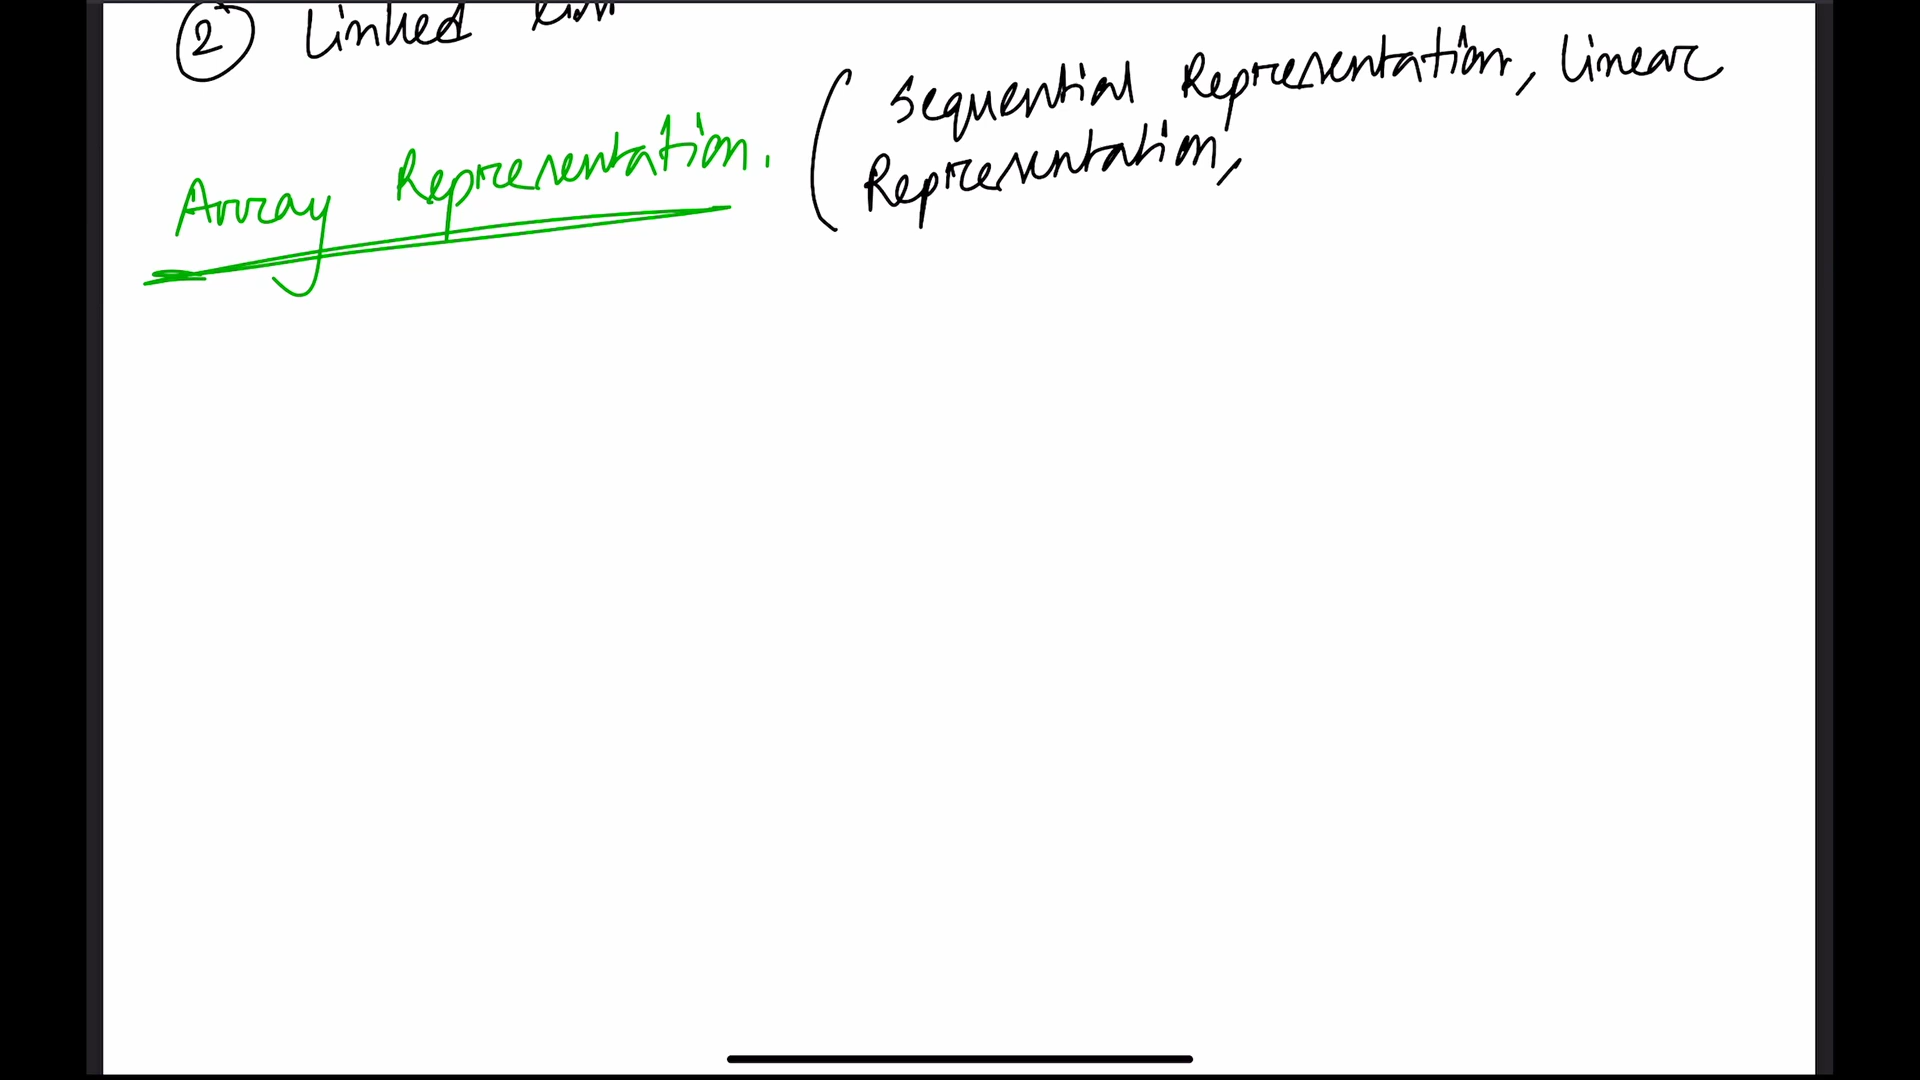 ② Linked
Array Representation. ( Sequential Representation, Linear
Representation,